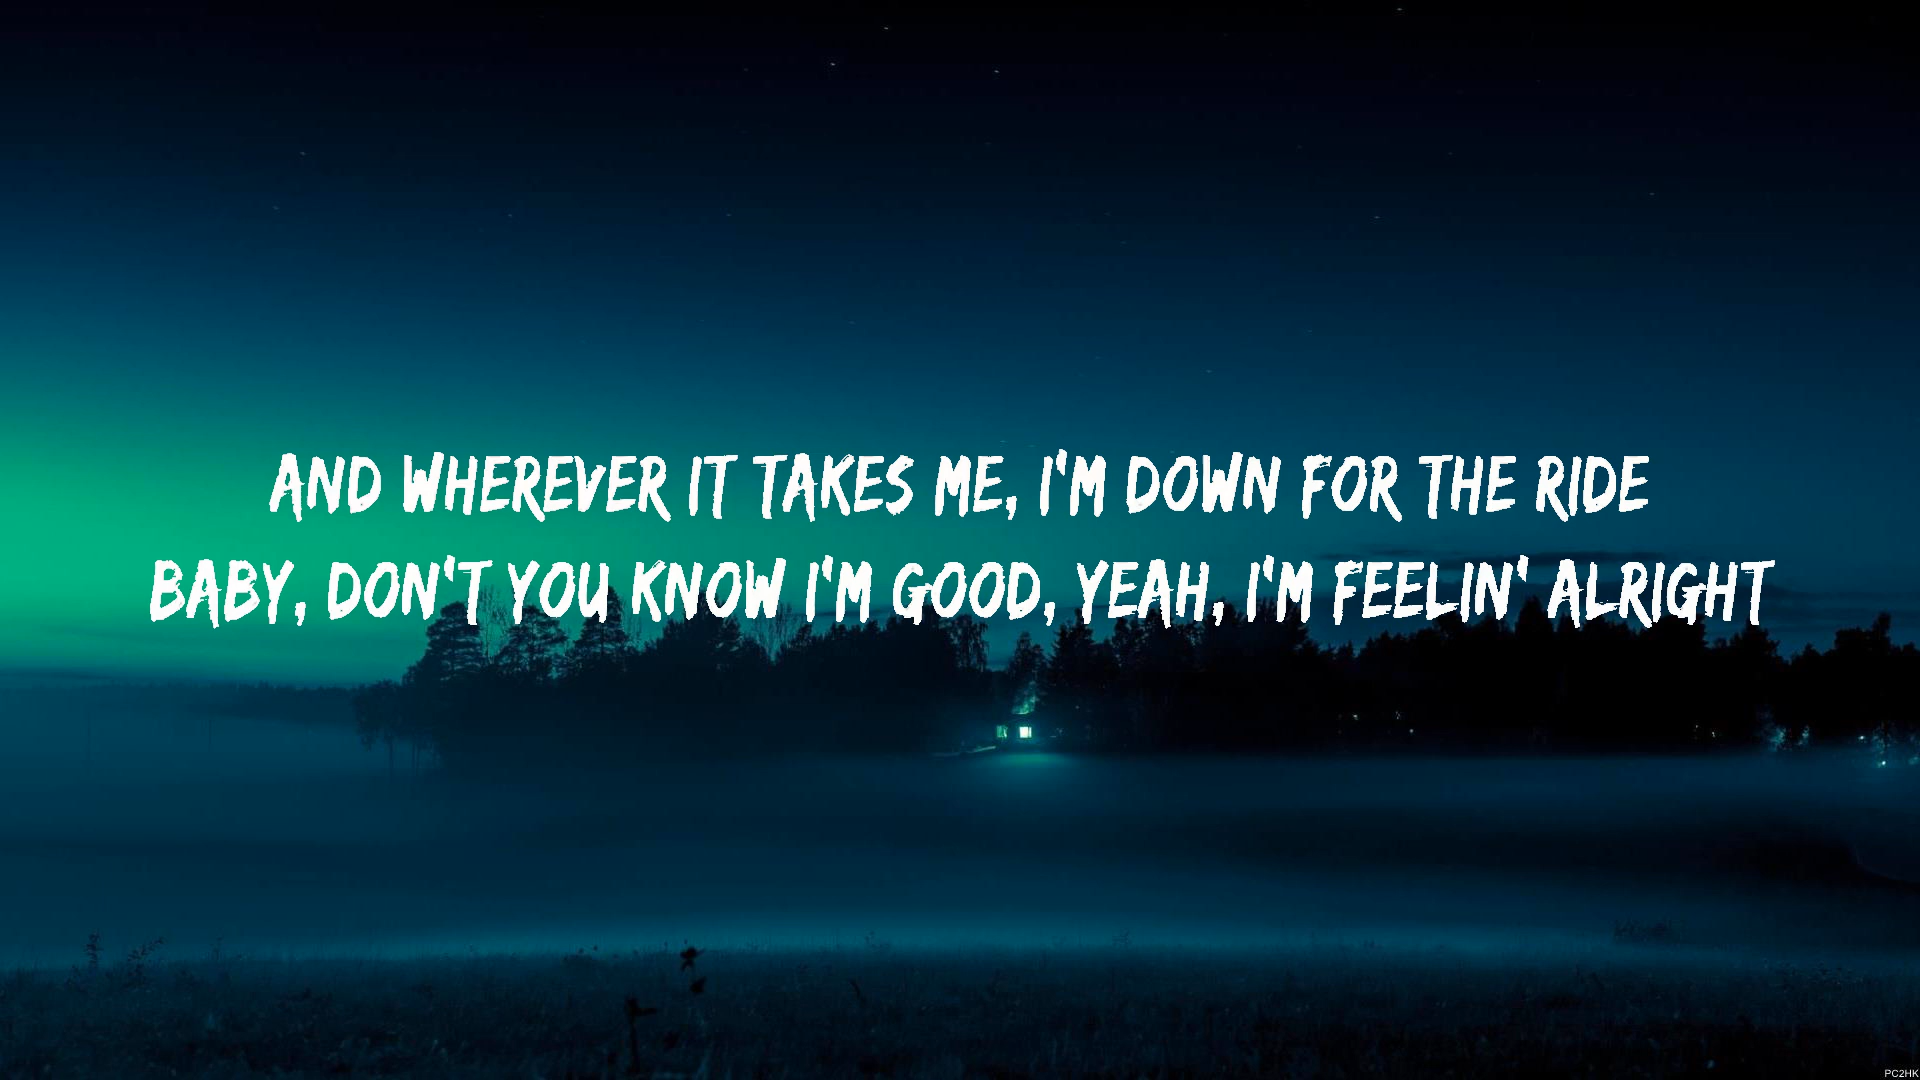 AND WHEREVER IT TAKES ME, I'M DOWN FOR THE RIDE
BABY, DON'T YOU KNOW I'M GOOD, YEAH, I'M FEELIN' ALRIGHT
PC2HK